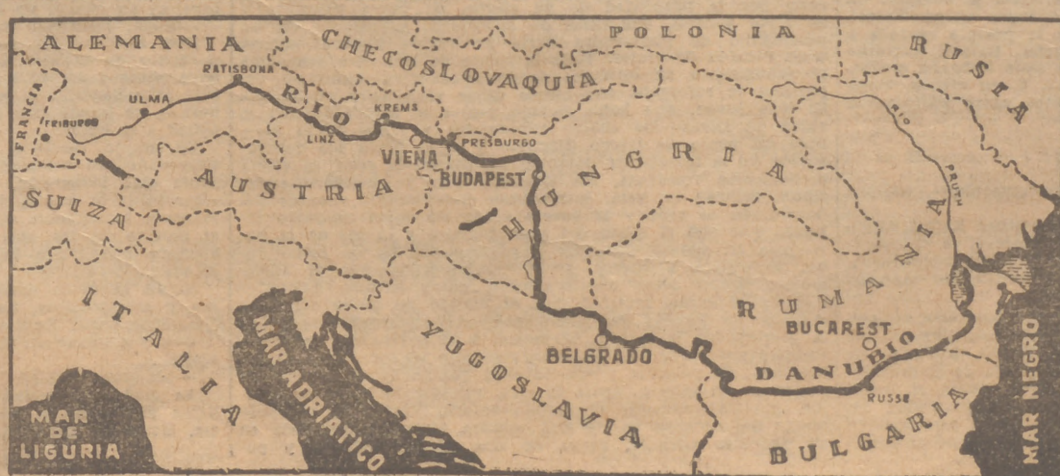 ALEMANIA
CHECOSLOVAQUIA
POLONIA
RUSIA
FRANCIA
RATISBONA
ULMA
FRIBURGO
RIO
KREMS
LINZ
VIENA
PRESBURGO
BUDAPEST
HUNGRIA
RIO PRUTH
AUSTRIA
SUIZA
ITALIA
MAR ADRIATICO
YUGOSLAVIA
BELGRADO
RUMANIA
BUCAREST
DANUBIO
RUSSE
BULGARIA
MAR NEGRO
MAR
DE
LIGURIA